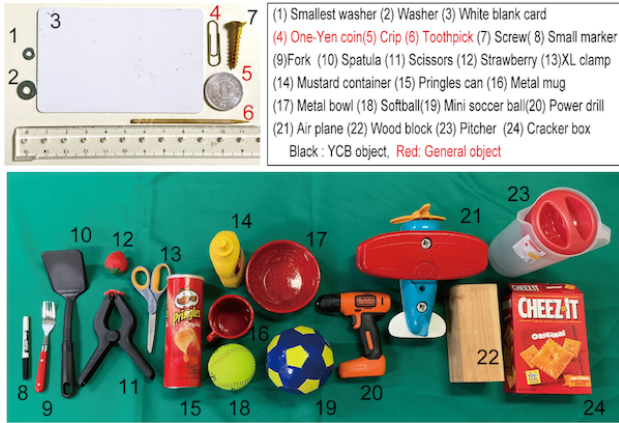 3
4
7
1
2
5
6
(1) Smallest washer (2) Washer (3) White blank card
(4) One-Yen coin(5) Crip (6) Toothpick (7) Screw( 8) Small marker
(9)Fork (10) Spatula (11) Scissors (12) Strawberry (13)XL clamp
(14) Mustard container (15) Pringles can (16) Metal mug
(17) Metal bowl (18) Softball(19) Mini soccer ball(20) Power drill
(21) Air plane (22) Wood block (23) Pitcher (24) Cracker box
Black : YCB object, Red: General object
10
12
13
14
17
21
23
16
22
8
9
11
15
18
19
20
24
Pringles
CHEEZ-IT
ORIGINAL